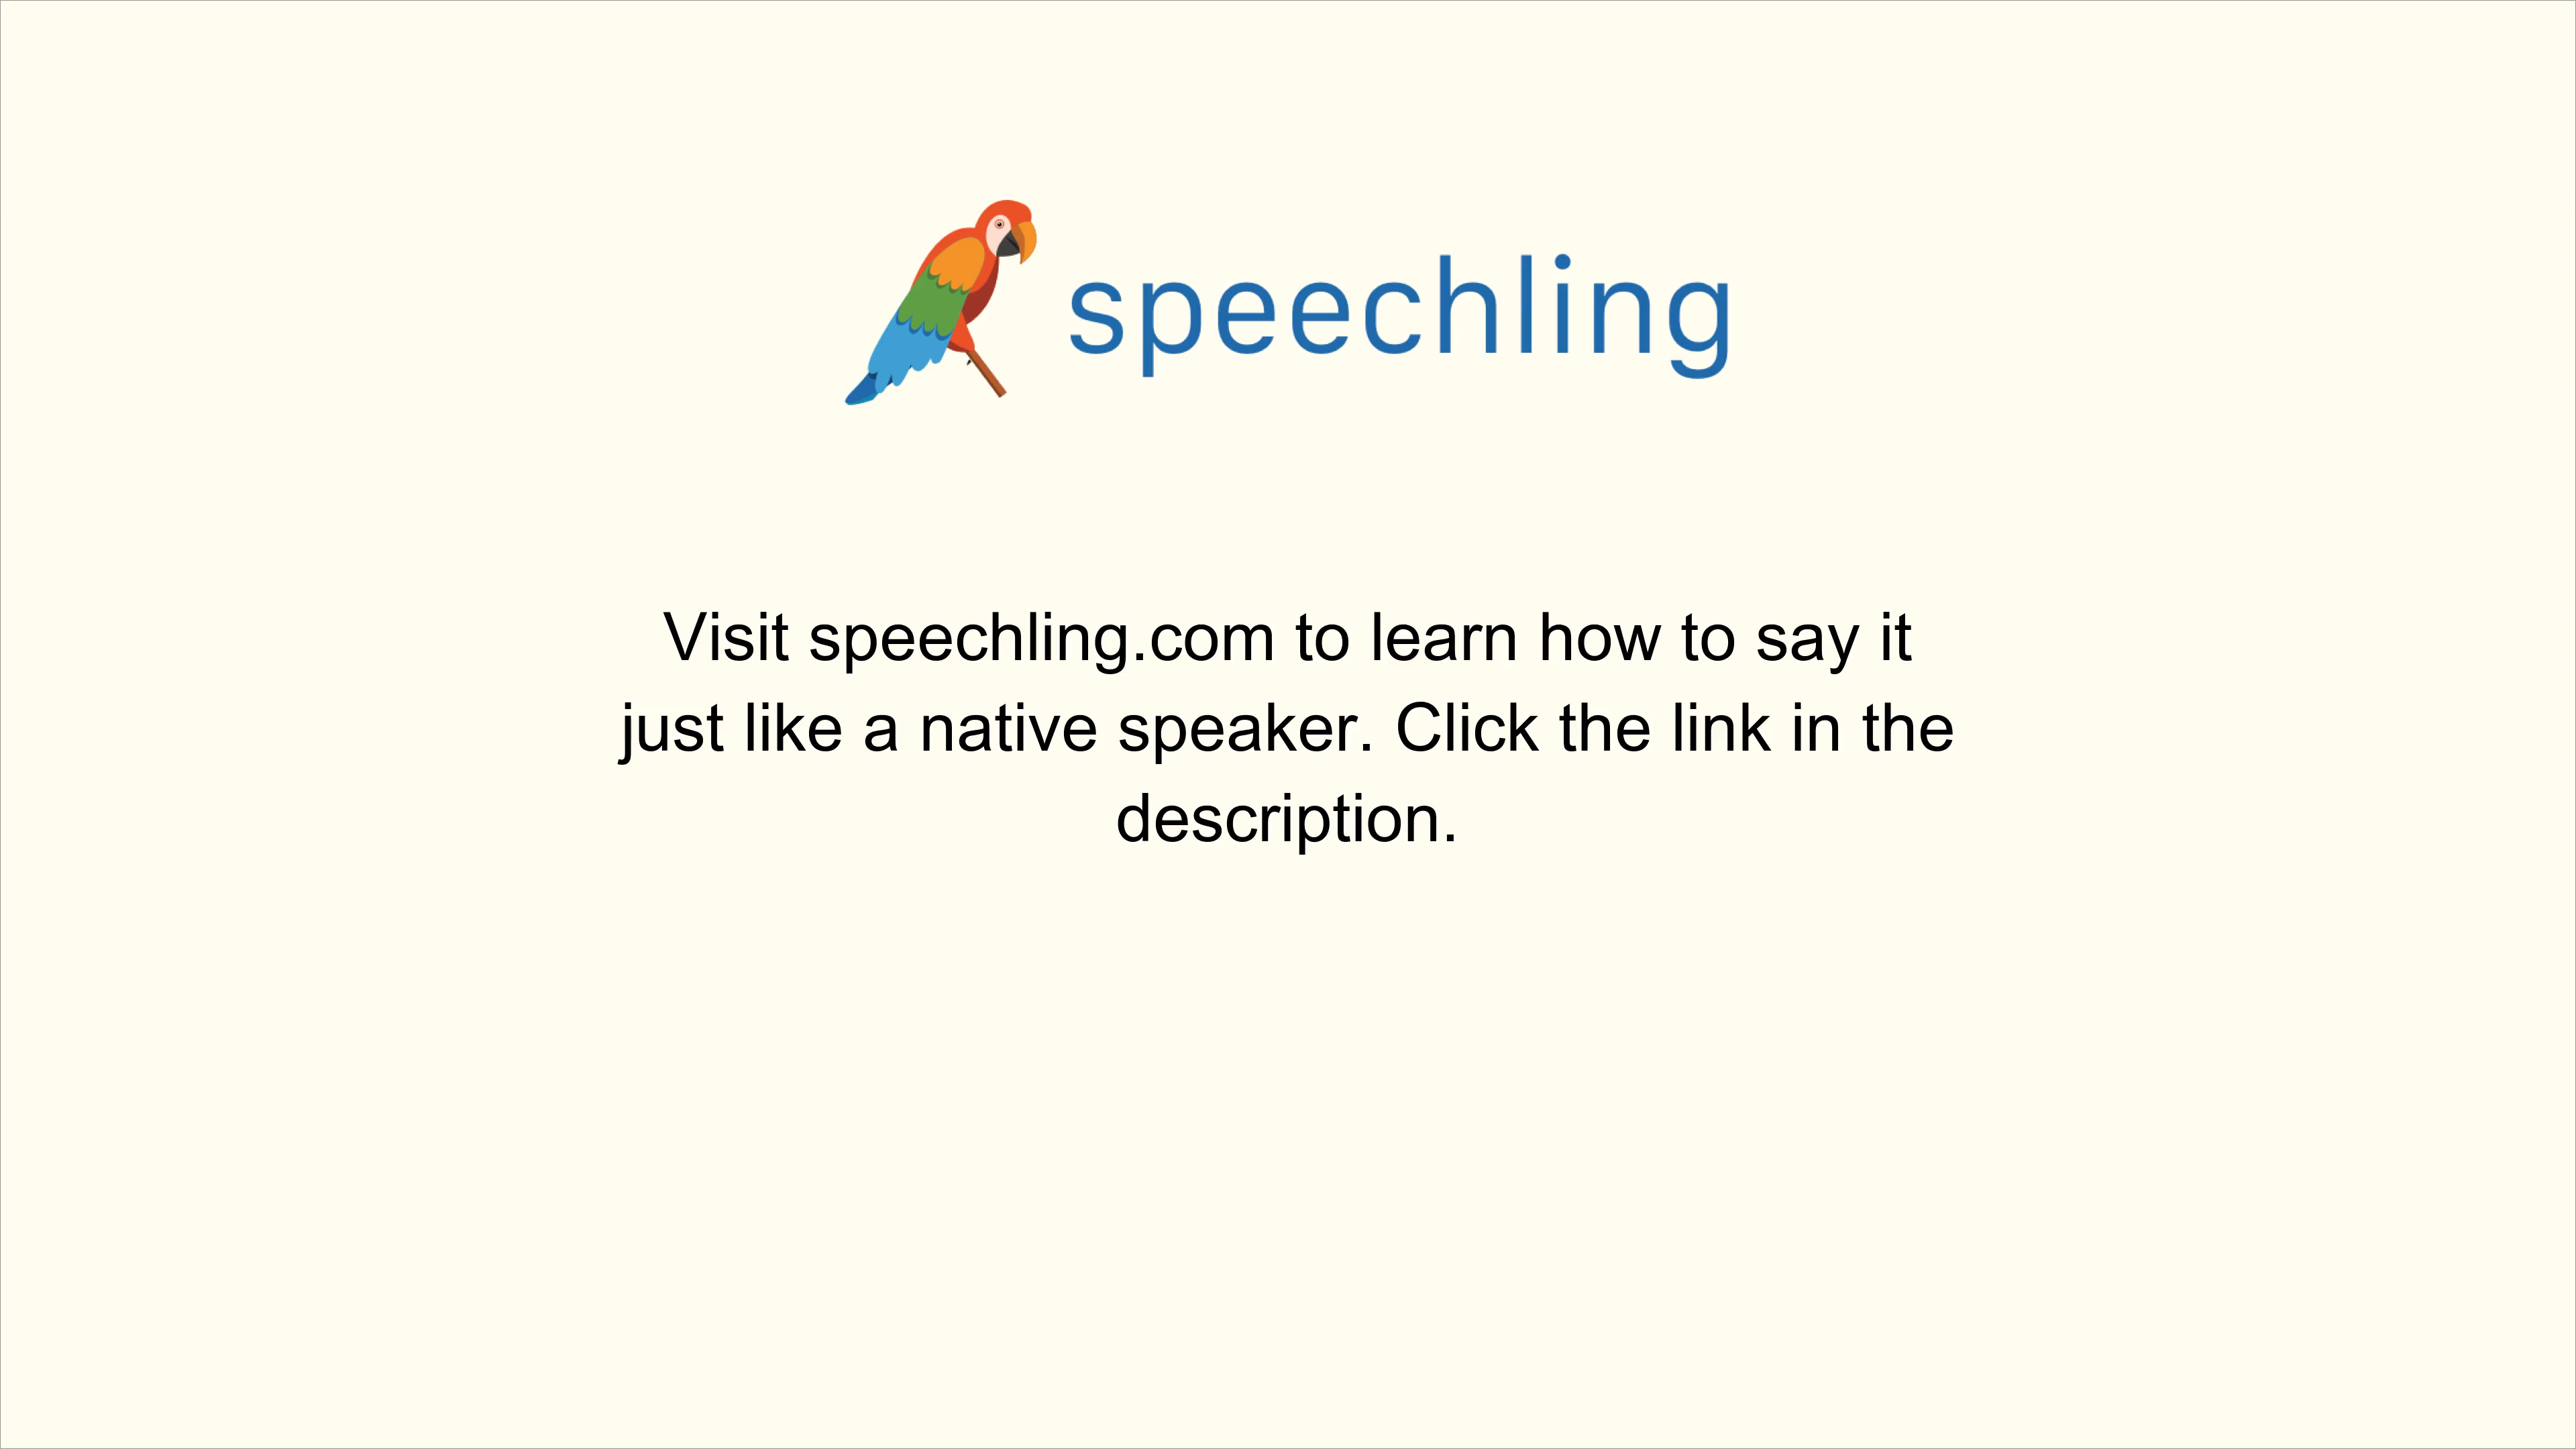 speechling
Visit speechling.com to learn how to say it
just like a native speaker. Click the link in the
description.